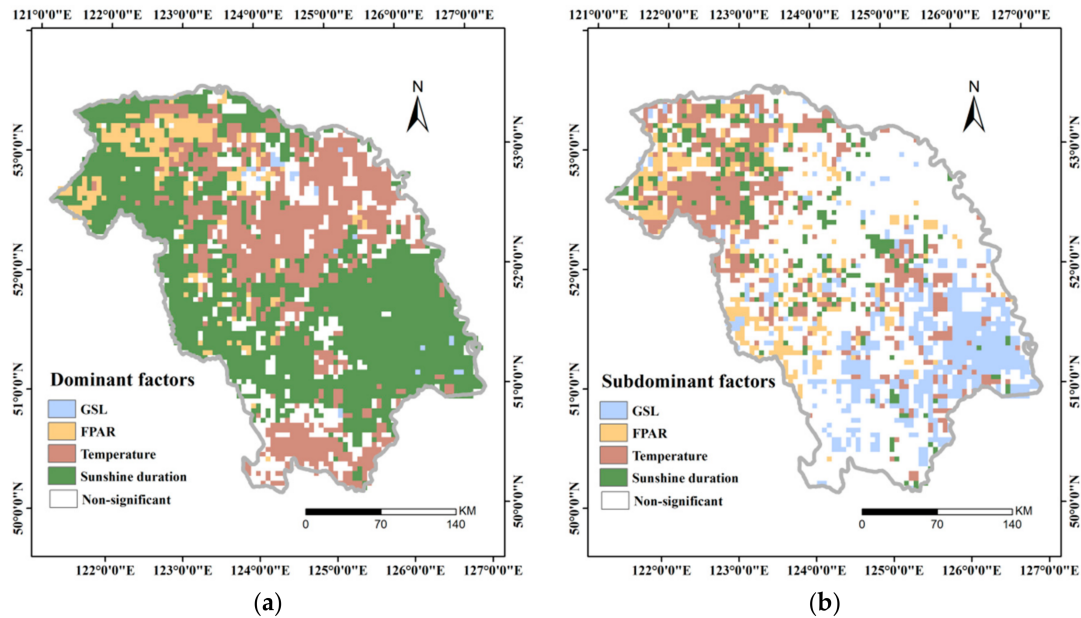 121°0'0"E 122°0'0"E 123°0'0"E 124°0'0"E 125°0'0"E 126°0'0"E 127°0'0"E
N
53°0'0"N
52°0'0"N
51°0'0"N
50°0'0"N
53°0'0"N
52°0'0"N
51°0'0"N
50°0'0"N
Dominant factors
GSL
FPAR
Temperature
Sunshine duration
Non-significant
KM
0 70 140
122°0'0"E 123°0'0"E 124°0'0"E 125°0'0"E 126°0'0"E 127°0'0"E
(a)
121°0'0"E 122°0'0"E 123°0'0"E 124°0'0"E 125°0'0"E 126°0'0"E 127°0'0"E
N
53°0'0"N
52°0'0"N
51°0'0"N
50°0'0"N
53°0'0"N
52°0'0"N
51°0'0"N
50°0'0"N
Subdominant factors
GSL
FPAR
Temperature
Sunshine duration
Non-significant
KM
0 70 140
122°0'0"E 123°0'0"E 124°0'0"E 125°0'0"E 126°0'0"E 127°0'0"E
(b)